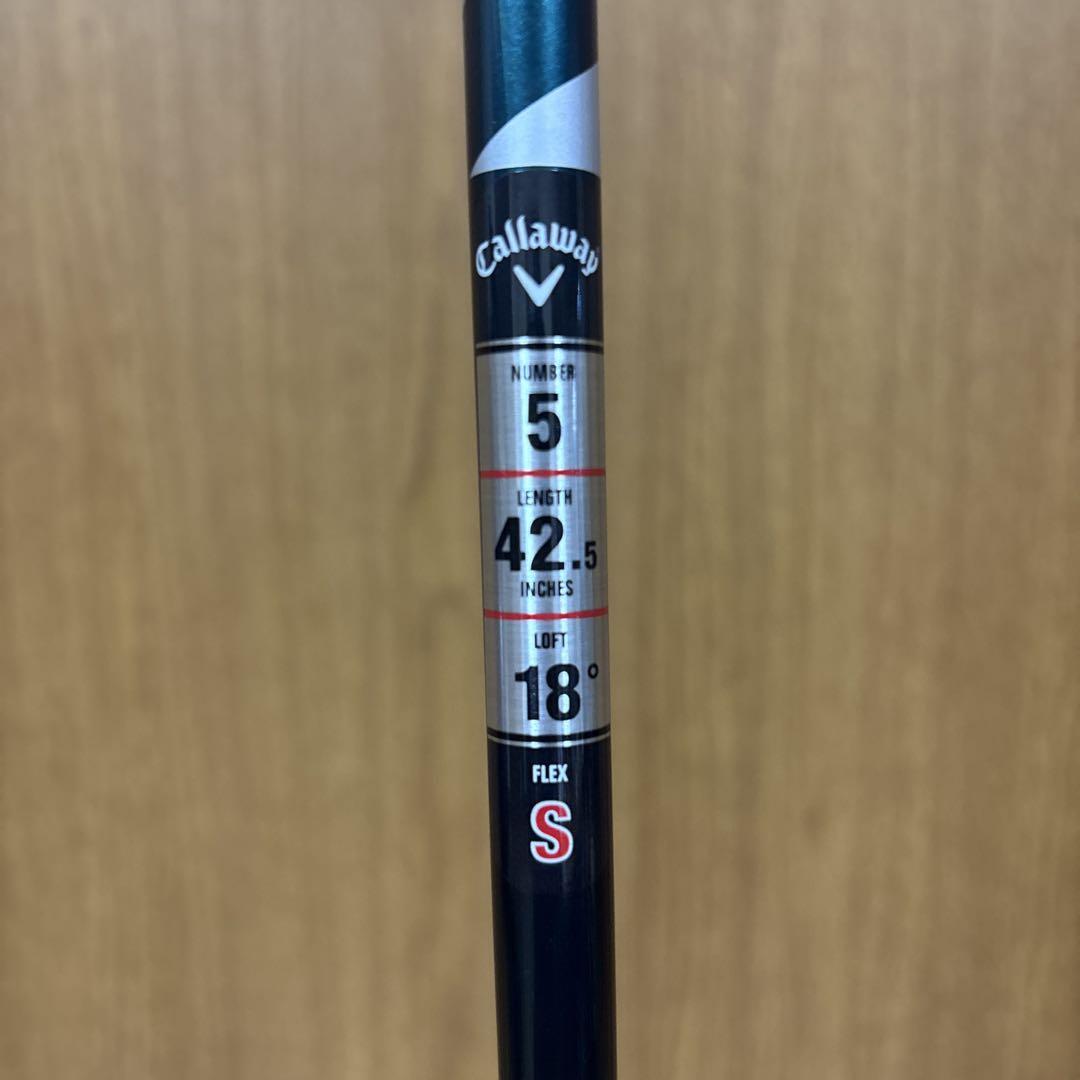 Callaway
NUMBER
5
LENGTH
42.5
INCHES
LOFT
18°
FLEX
S